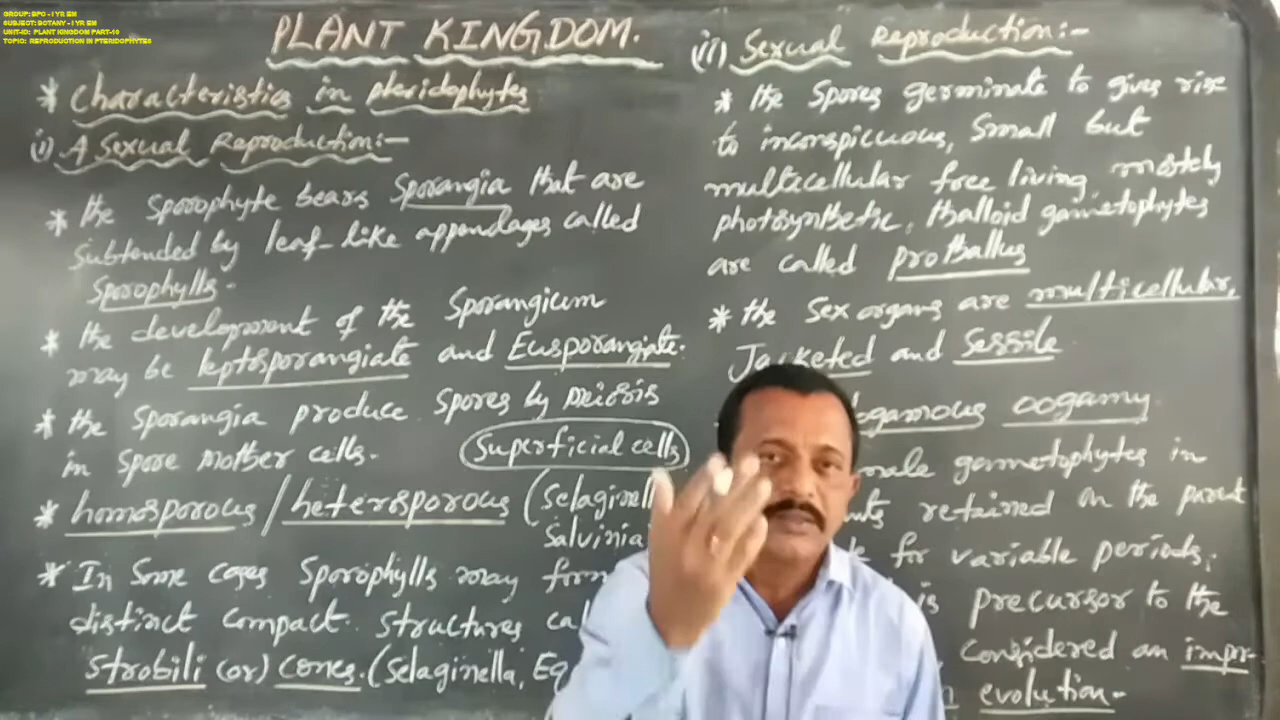 GROUP: BPC - I YR EM
SUBJECT: BOTANY - I YR EM
UNIT-ID: PLANT KINGDOM PART-10
TOPIC: REPRODUCTION IN PTERIDOPHYTES
PLANT KINGDOM.
* Characteristics in pteridophytes
(i) A Sexual Reproduction:-
* the sporophyte bears Sporangia that are
subtended by leaf-like appandages called
Sporophylls.
* the development of the Sporangium
may be leptosporangiate and Eusporangiate.
* the Sporangia produce spores by meiosis
in spore mother cells.
Superficial cells
* homosporous / heterosporous (Selaginell
Salvinia
* In some cases Sporophylls may form
distinct compact structures ca
Strobili (or) Cones. (Selaginella, Eq
(ii) Sexual Reproduction:-
* the Spores germinate to gives rise
to inconspicuous, small but
multicellular free living, mostely
photosynthetic, thalloid gametophytes
are called prothallus
* the sex organs are multicellular,
Jacketed and Sessile
ogamous oogamy.
male gametophytes in
retained on the parent
for variable periods.
is precursor to the
considered an impr-
evolution-